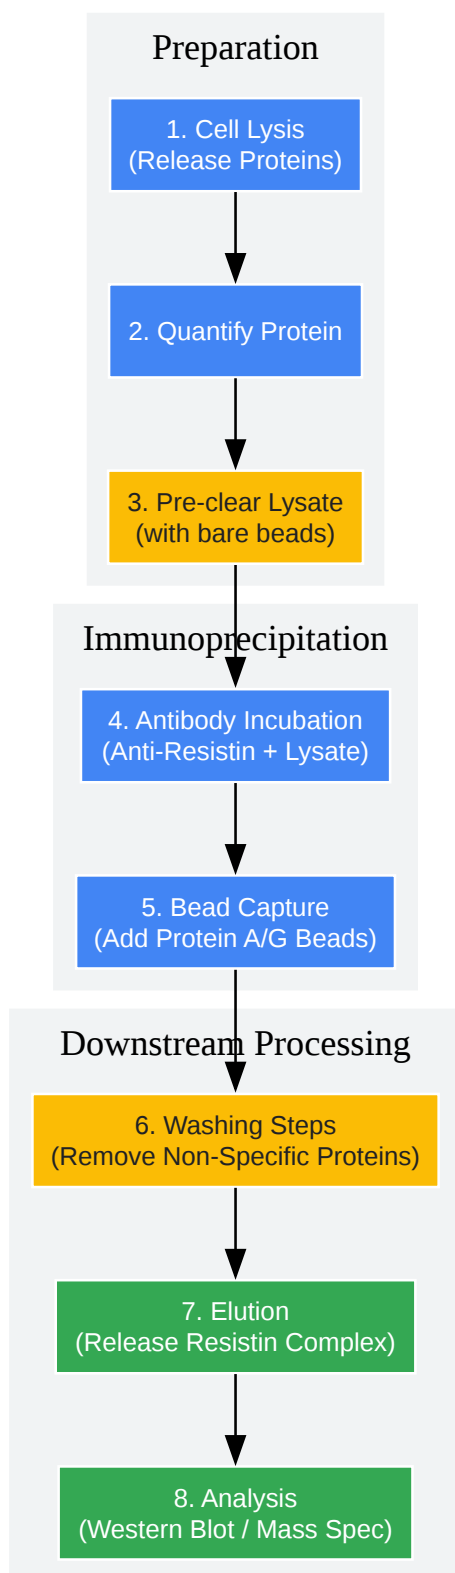 Preparation
1. Cell Lysis
(Release Proteins)
2. Quantify Protein
3. Pre-clear Lysate
(with bare beads)
Immunoprecipitation
4. Antibody Incubation
(Anti-Resistin + Lysate)
5. Bead Capture
(Add Protein A/G Beads)
Downstream Processing
6. Washing Steps
(Remove Non-Specific Proteins)
7. Elution
(Release Resistin Complex)
8. Analysis
(Western Blot / Mass Spec)